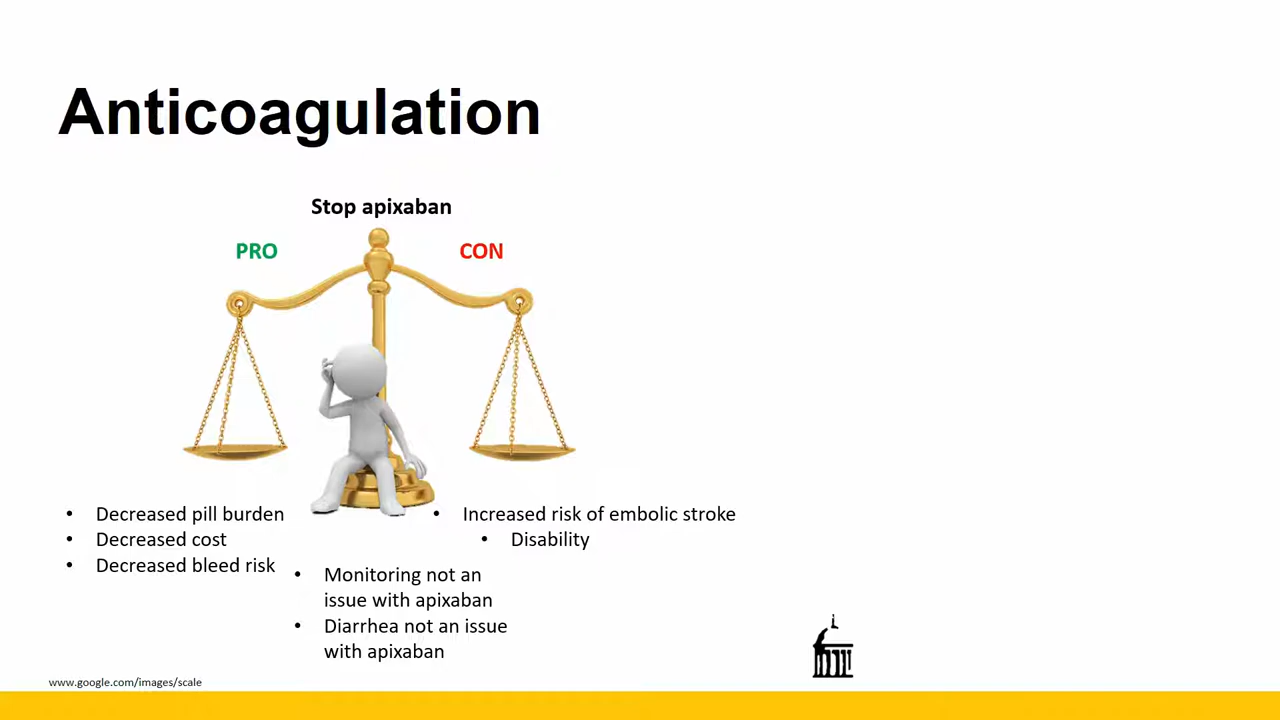 Anticoagulation
Stop apixaban
PRO
CON
• Decreased pill burden
• Decreased cost
• Decreased bleed risk
• Increased risk of embolic stroke
• Disability
• Monitoring not an
issue with apixaban
• Diarrhea not an issue
with apixaban
www.google.com/images/scale